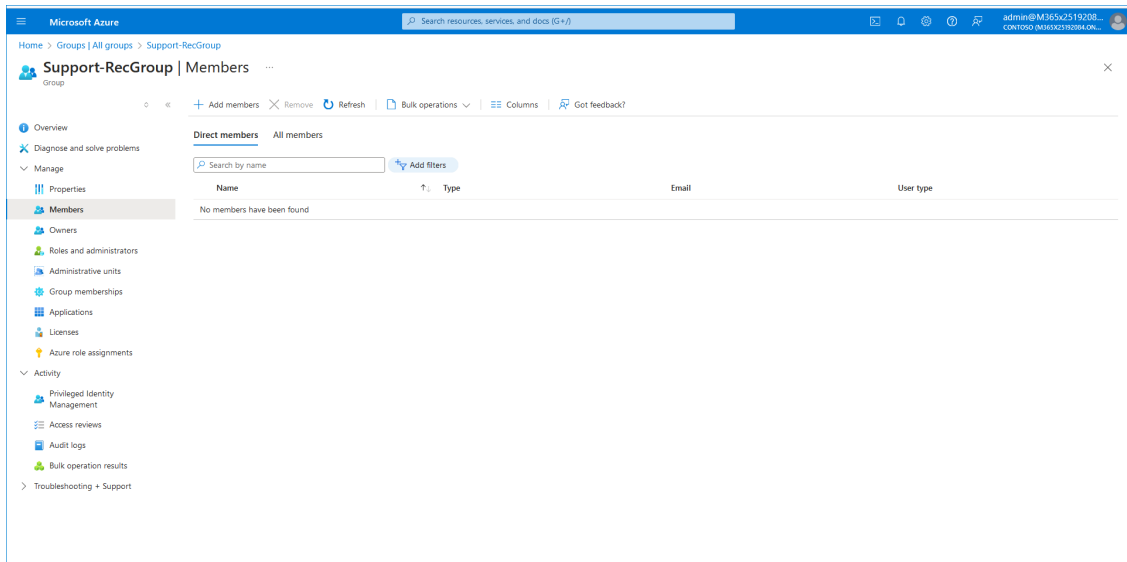 Microsoft Azure
Search resources, services, and docs (G+/)
admin@M365x2519208...
CONTOSO (M365X25192084.ON...
Home > Groups | All groups > Support-RecGroup
Support-RecGroup | Members ...
Group
Add members Remove Refresh Bulk operations Columns Got feedback?
Overview
Diagnose and solve problems
Manage
Properties
Members
Owners
Roles and administrators
Administrative units
Group memberships
Applications
Licenses
Azure role assignments
Activity
Privileged Identity
Management
Access reviews
Audit logs
Bulk operation results
Troubleshooting + Support
Direct members All members
Search by name Add filters
Name Type Email User type
No members have been found